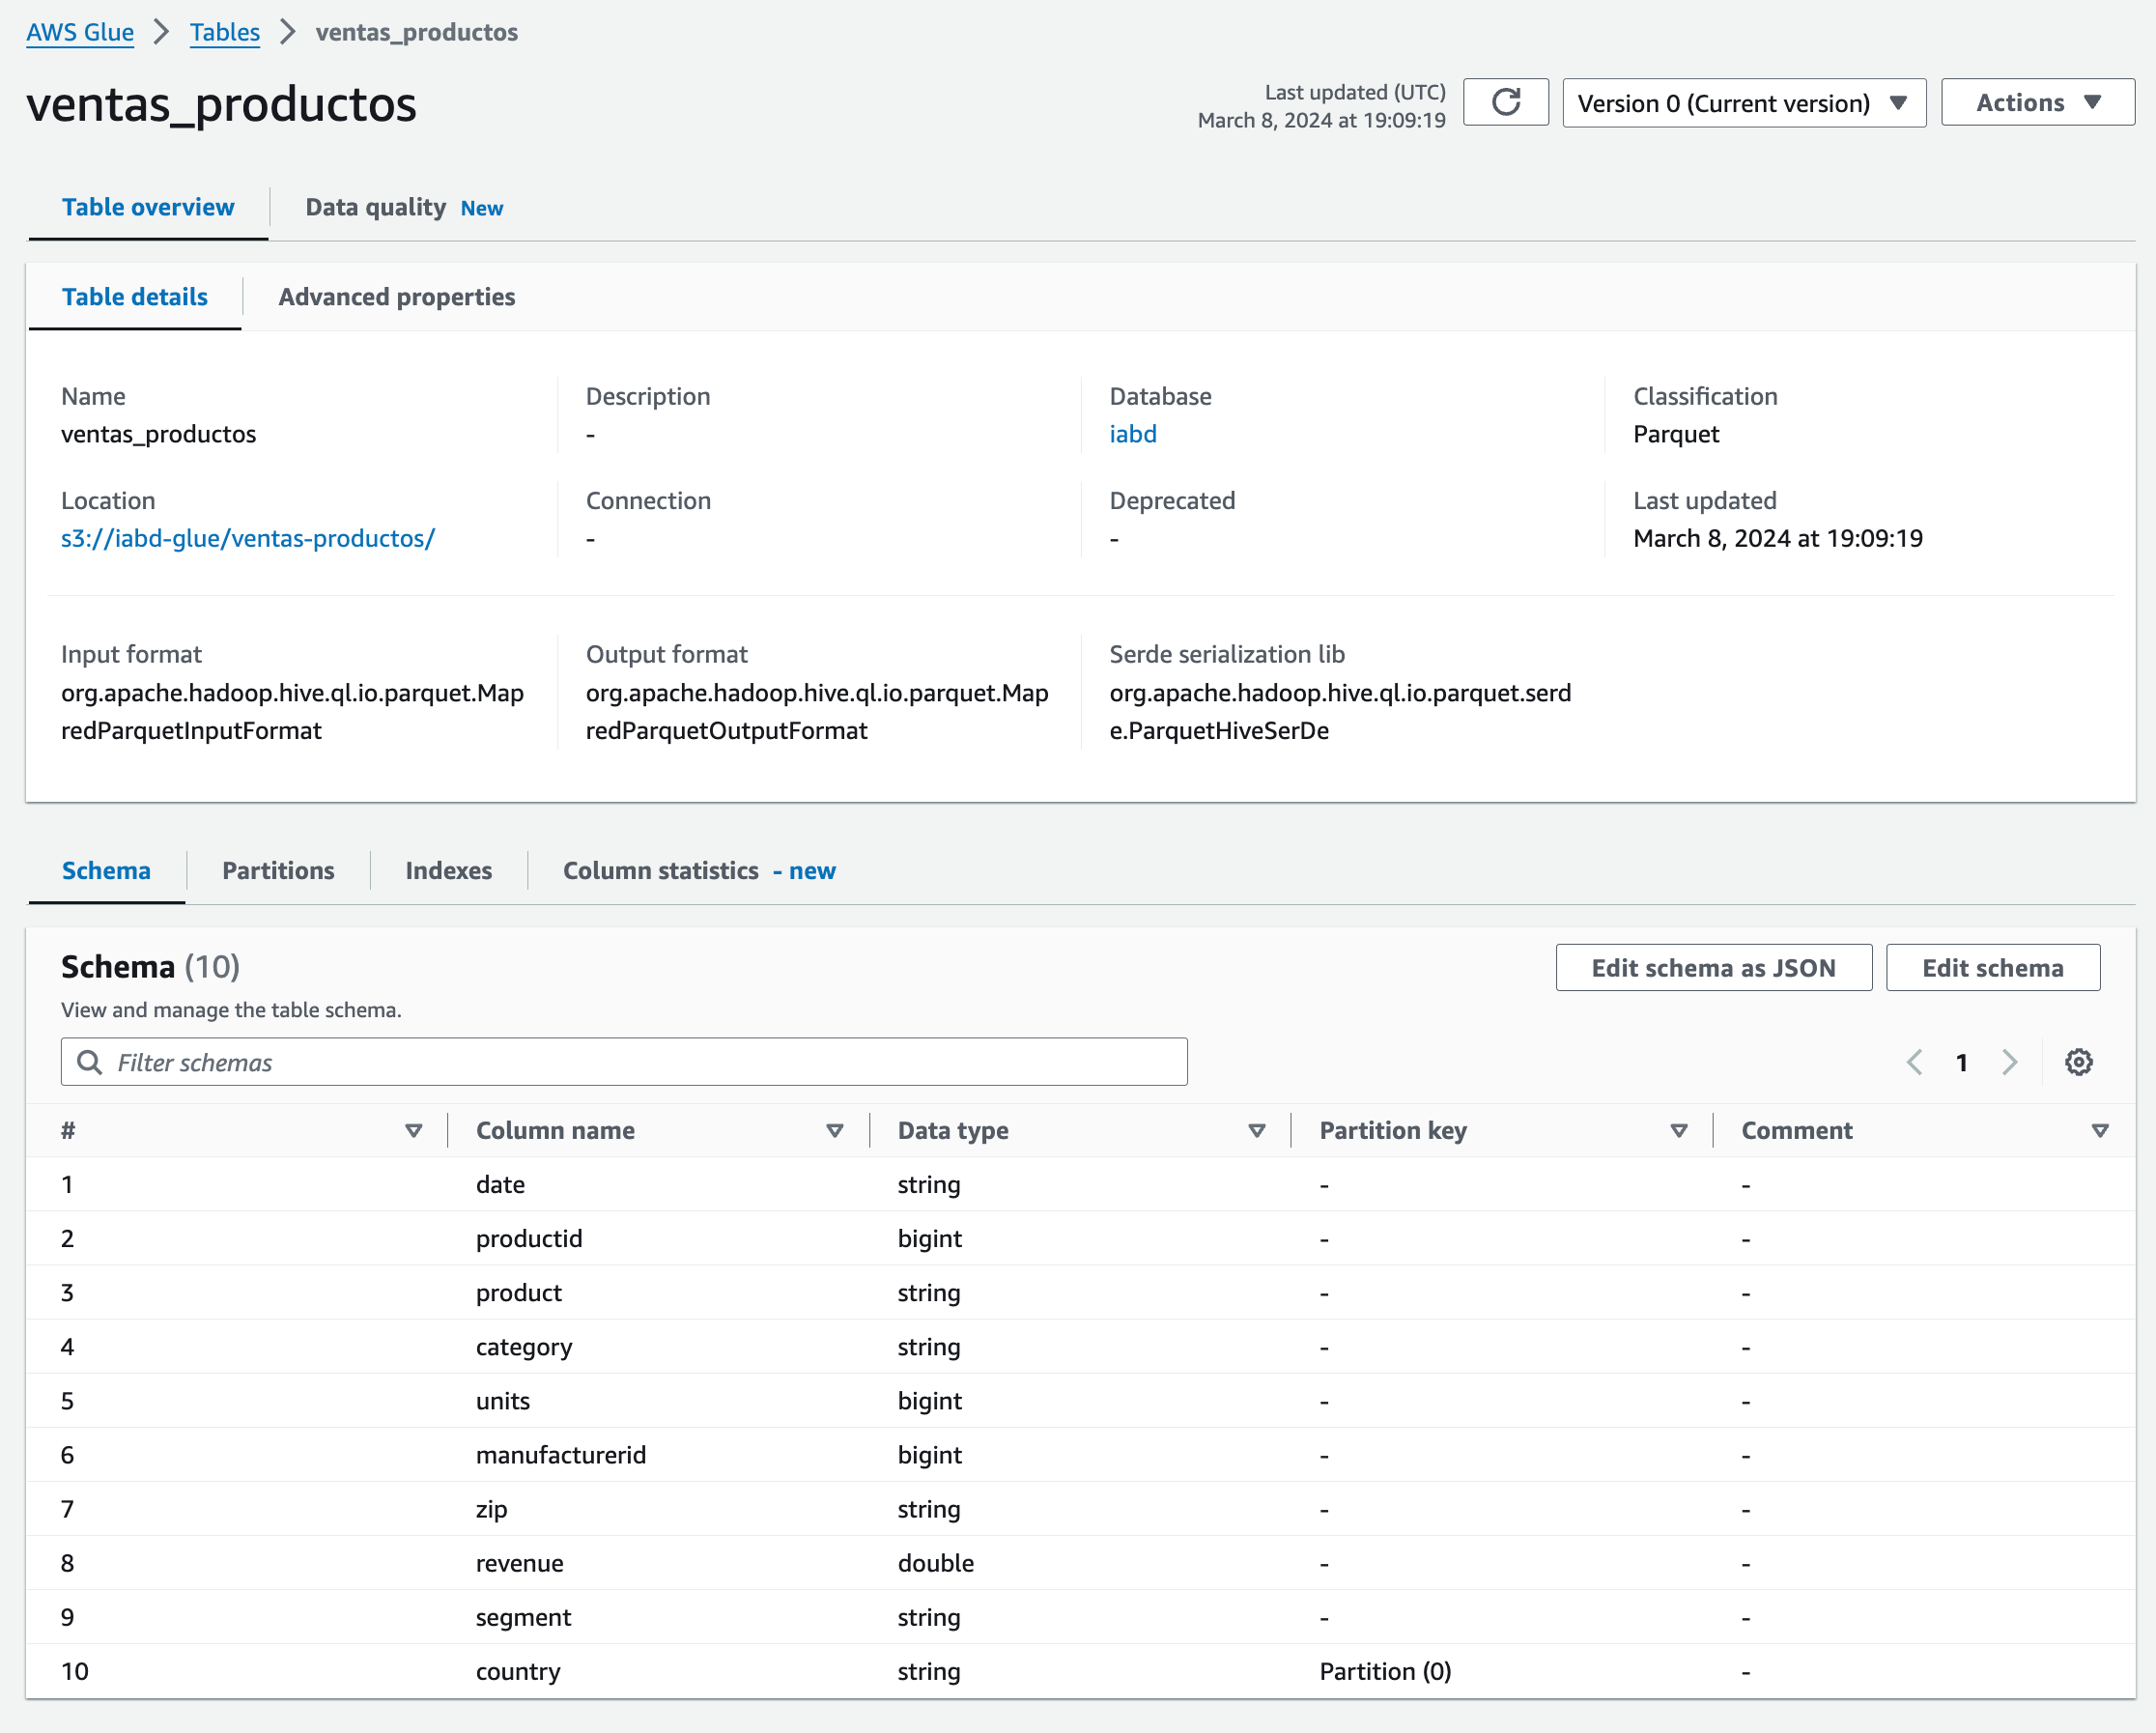 AWS Glue > Tables > ventas_productos
ventas_productos
Last updated (UTC)
March 8, 2024 at 19:09:19
Version 0 (Current version)
Actions
Table overview
Data quality New
Table details
Advanced properties
Name
ventas_productos
Description
-
Database
iabd
Classification
Parquet
Location
s3://iabd-glue/ventas-productos/
Connection
-
Deprecated
-
Last updated
March 8, 2024 at 19:09:19
Input format
org.apache.hadoop.hive.ql.io.parquet.Map
redParquetInputFormat
Output format
org.apache.hadoop.hive.ql.io.parquet.Map
redParquetOutputFormat
Serde serialization lib
org.apache.hadoop.hive.ql.io.parquet.serd
e.ParquetHiveSerDe
Schema
Partitions
Indexes
Column statistics - new
Schema (10)
View and manage the table schema.
Edit schema as JSON
Edit schema
Filter schemas
1
# Column name Data type Partition key Comment
1 date string - -
2 productid bigint - -
3 product string - -
4 category string - -
5 units bigint - -
6 manufacturerid bigint - -
7 zip string - -
8 revenue double - -
9 segment string - -
10 country string Partition (0) -